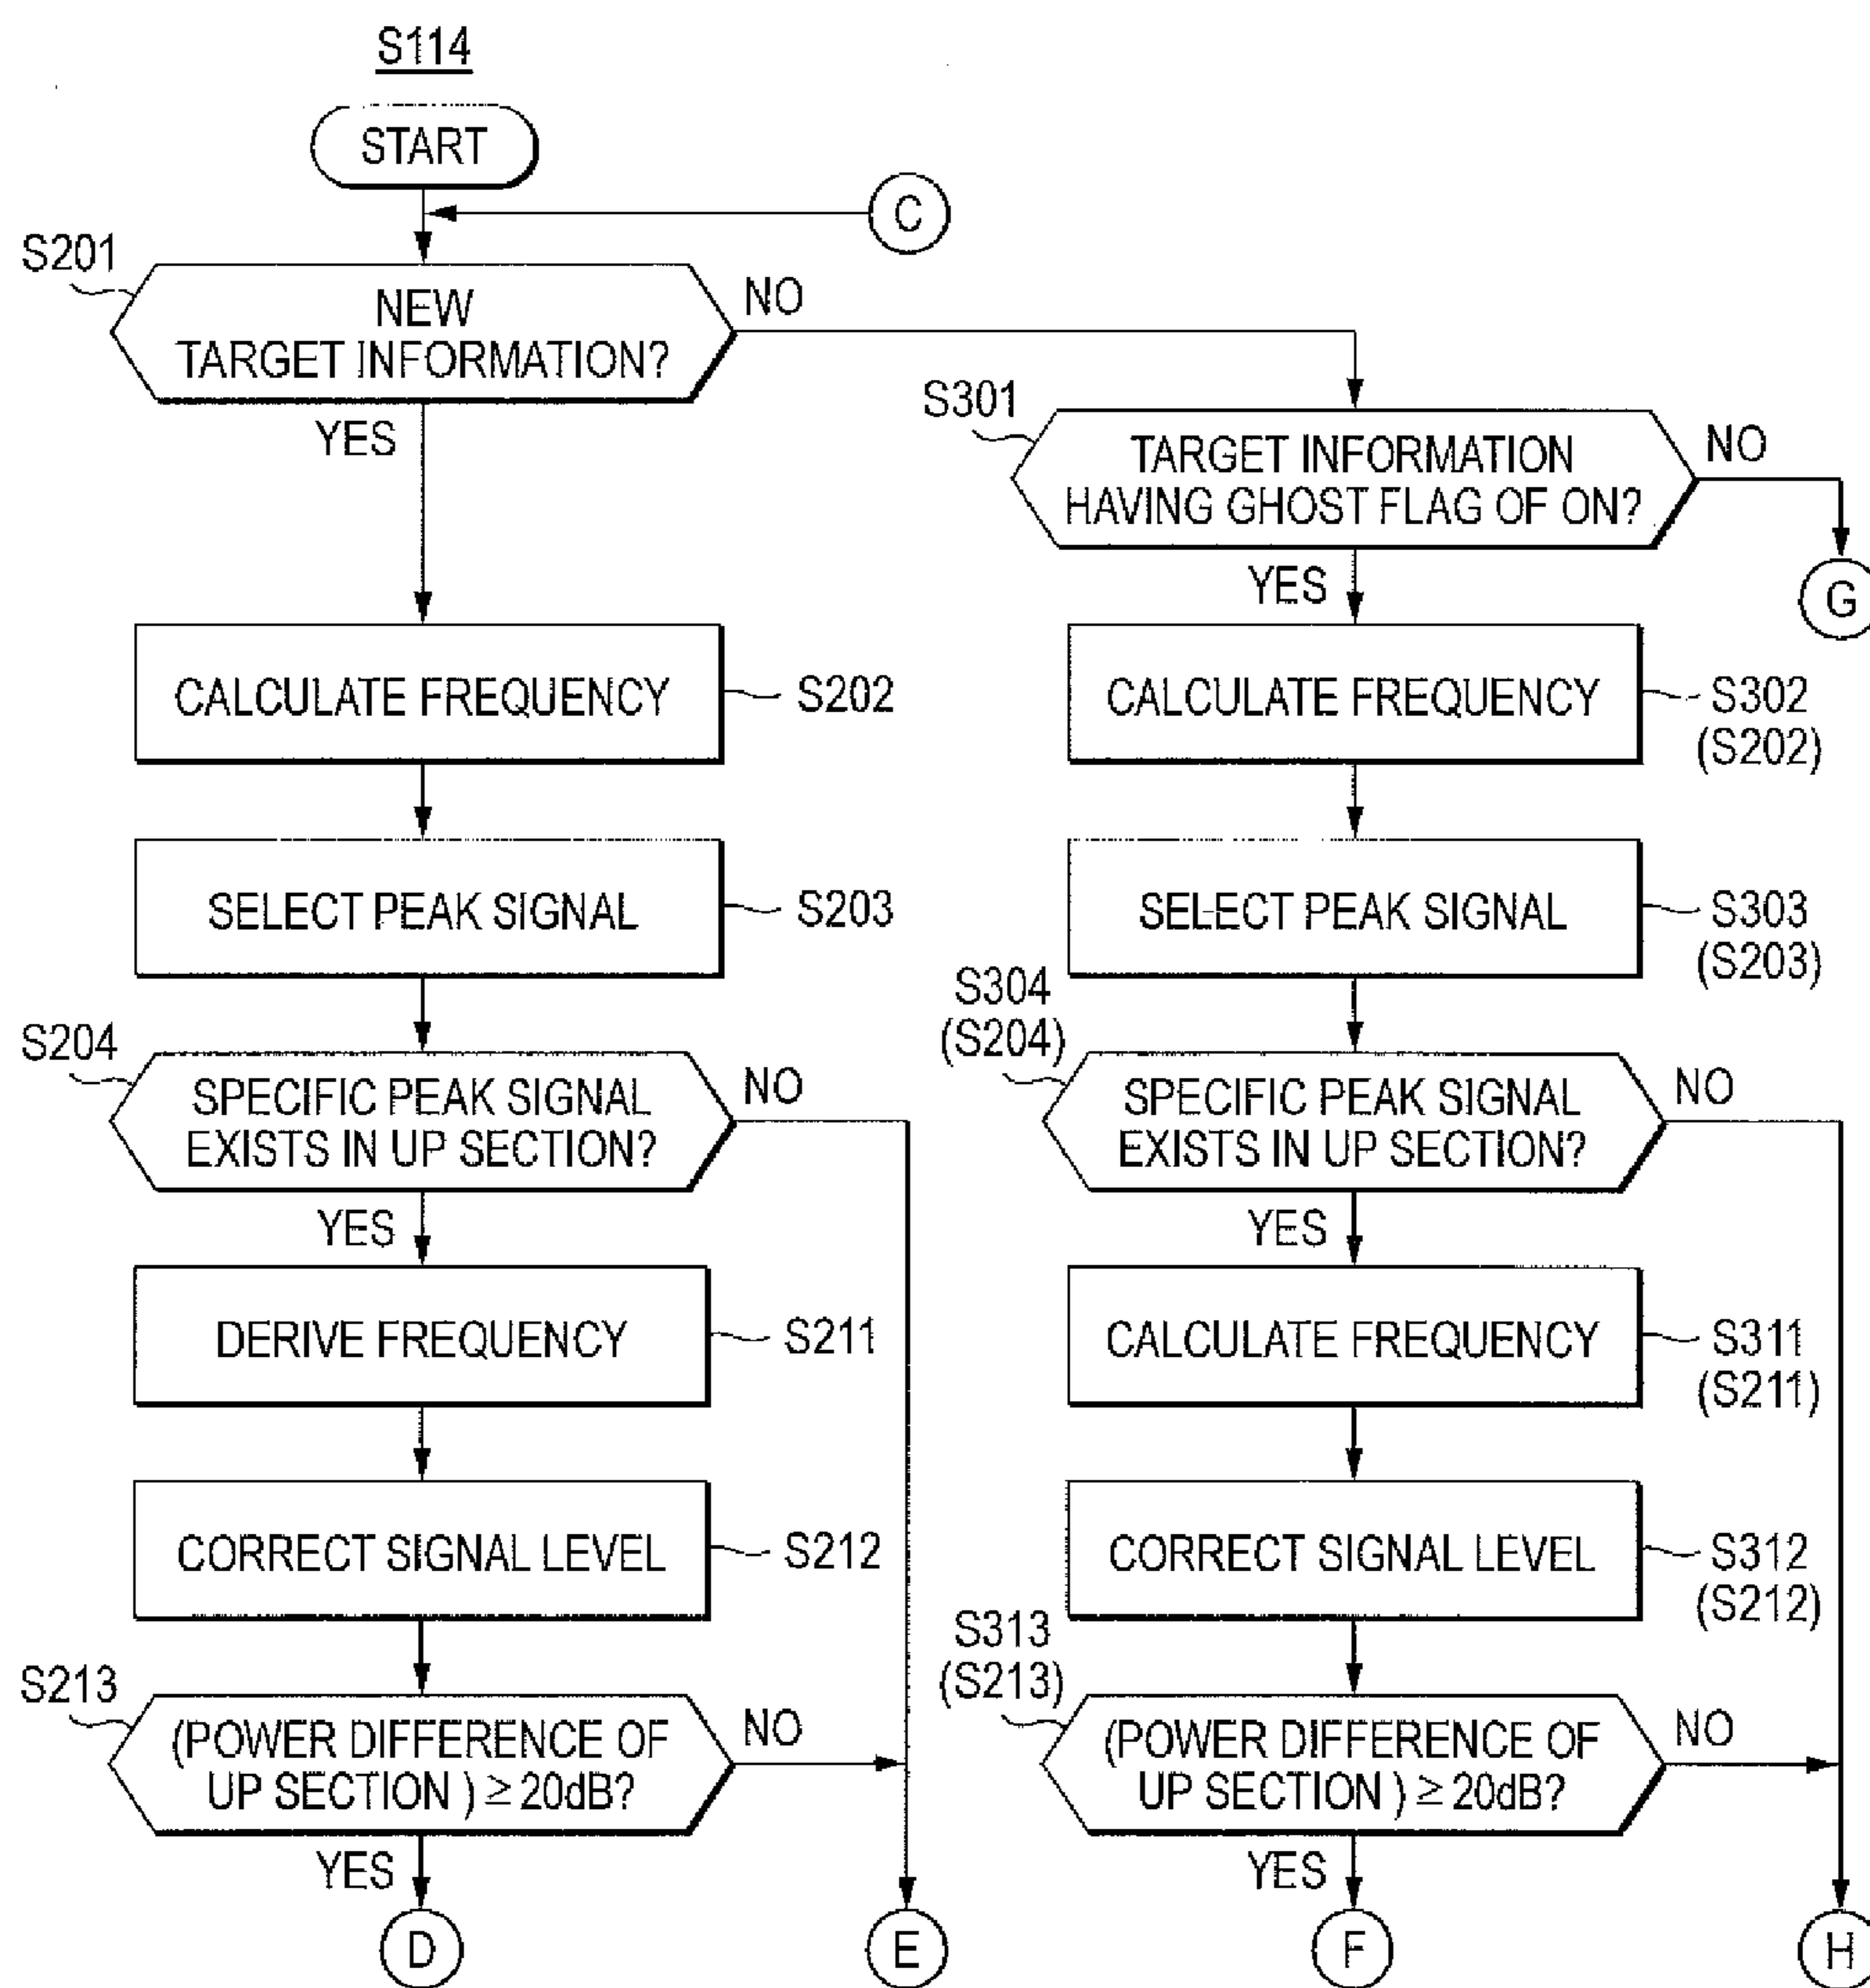 S114
START
C
S201
NEW
TARGET INFORMATION?
NO
YES
S301
TARGET INFORMATION
HAVING GHOST FLAG OF ON?
NO
G
YES
CALCULATE FREQUENCY
S202
CALCULATE FREQUENCY
S302
(S202)
SELECT PEAK SIGNAL
S203
SELECT PEAK SIGNAL
S303
(S203)
S204
SPECIFIC PEAK SIGNAL
EXISTS IN UP SECTION?
NO
YES
S304
(S204)
SPECIFIC PEAK SIGNAL
EXISTS IN UP SECTION?
NO
YES
DERIVE FREQUENCY
S211
CALCULATE FREQUENCY
S311
(S211)
CORRECT SIGNAL LEVEL
S212
CORRECT SIGNAL LEVEL
S312
(S212)
S213
(POWER DIFFERENCE OF
UP SECTION ) ≥ 20dB?
NO
YES
S313
(S213)
(POWER DIFFERENCE OF
UP SECTION ) ≥ 20dB?
NO
YES
D
E
F
H